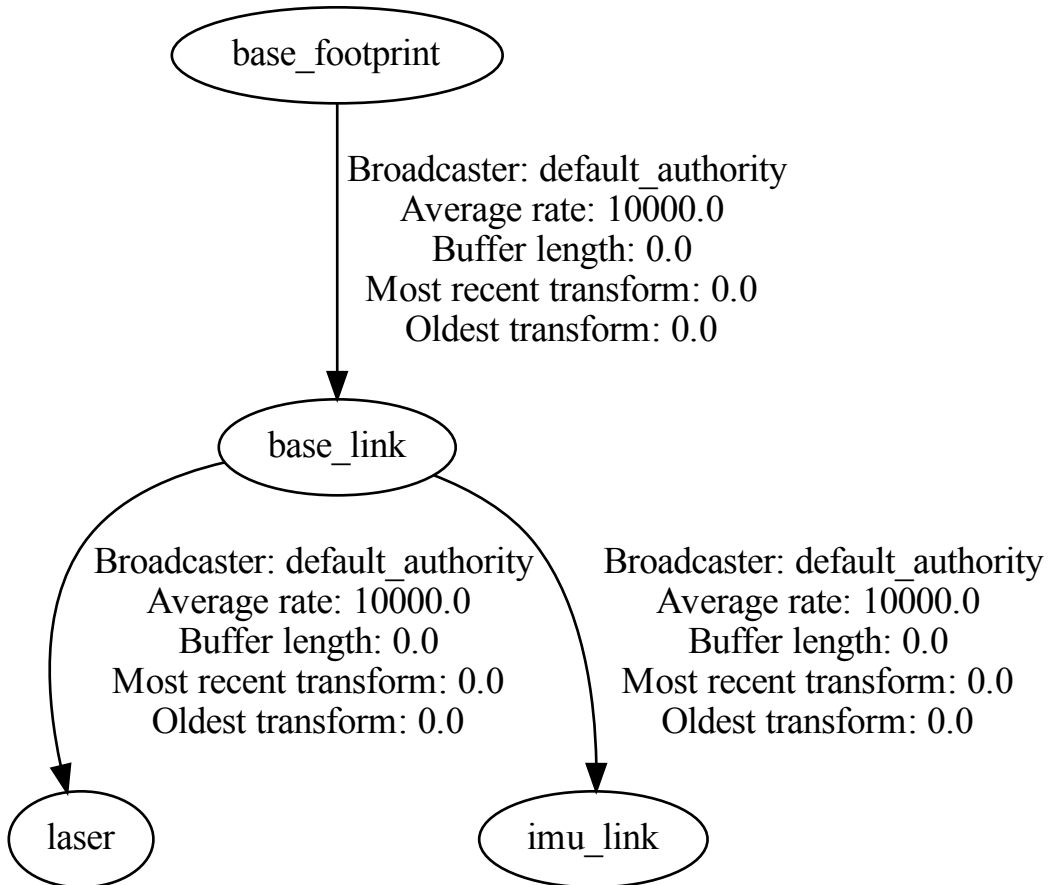 base_footprint
Broadcaster: default_authority
Average rate: 10000.0
Buffer length: 0.0
Most recent transform: 0.0
Oldest transform: 0.0
base_link
Broadcaster: default_authority
Average rate: 10000.0
Buffer length: 0.0
Most recent transform: 0.0
Oldest transform: 0.0
Broadcaster: default_authority
Average rate: 10000.0
Buffer length: 0.0
Most recent transform: 0.0
Oldest transform: 0.0
laser
imu_link